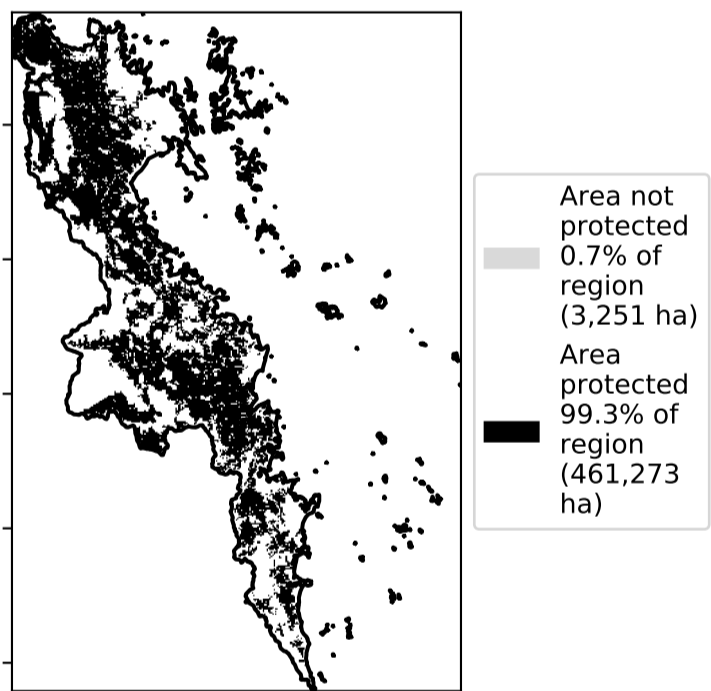 Area not
protected
0.7% of
region
(3,251 ha)
Area
protected
99.3% of
region
(461,273
ha)